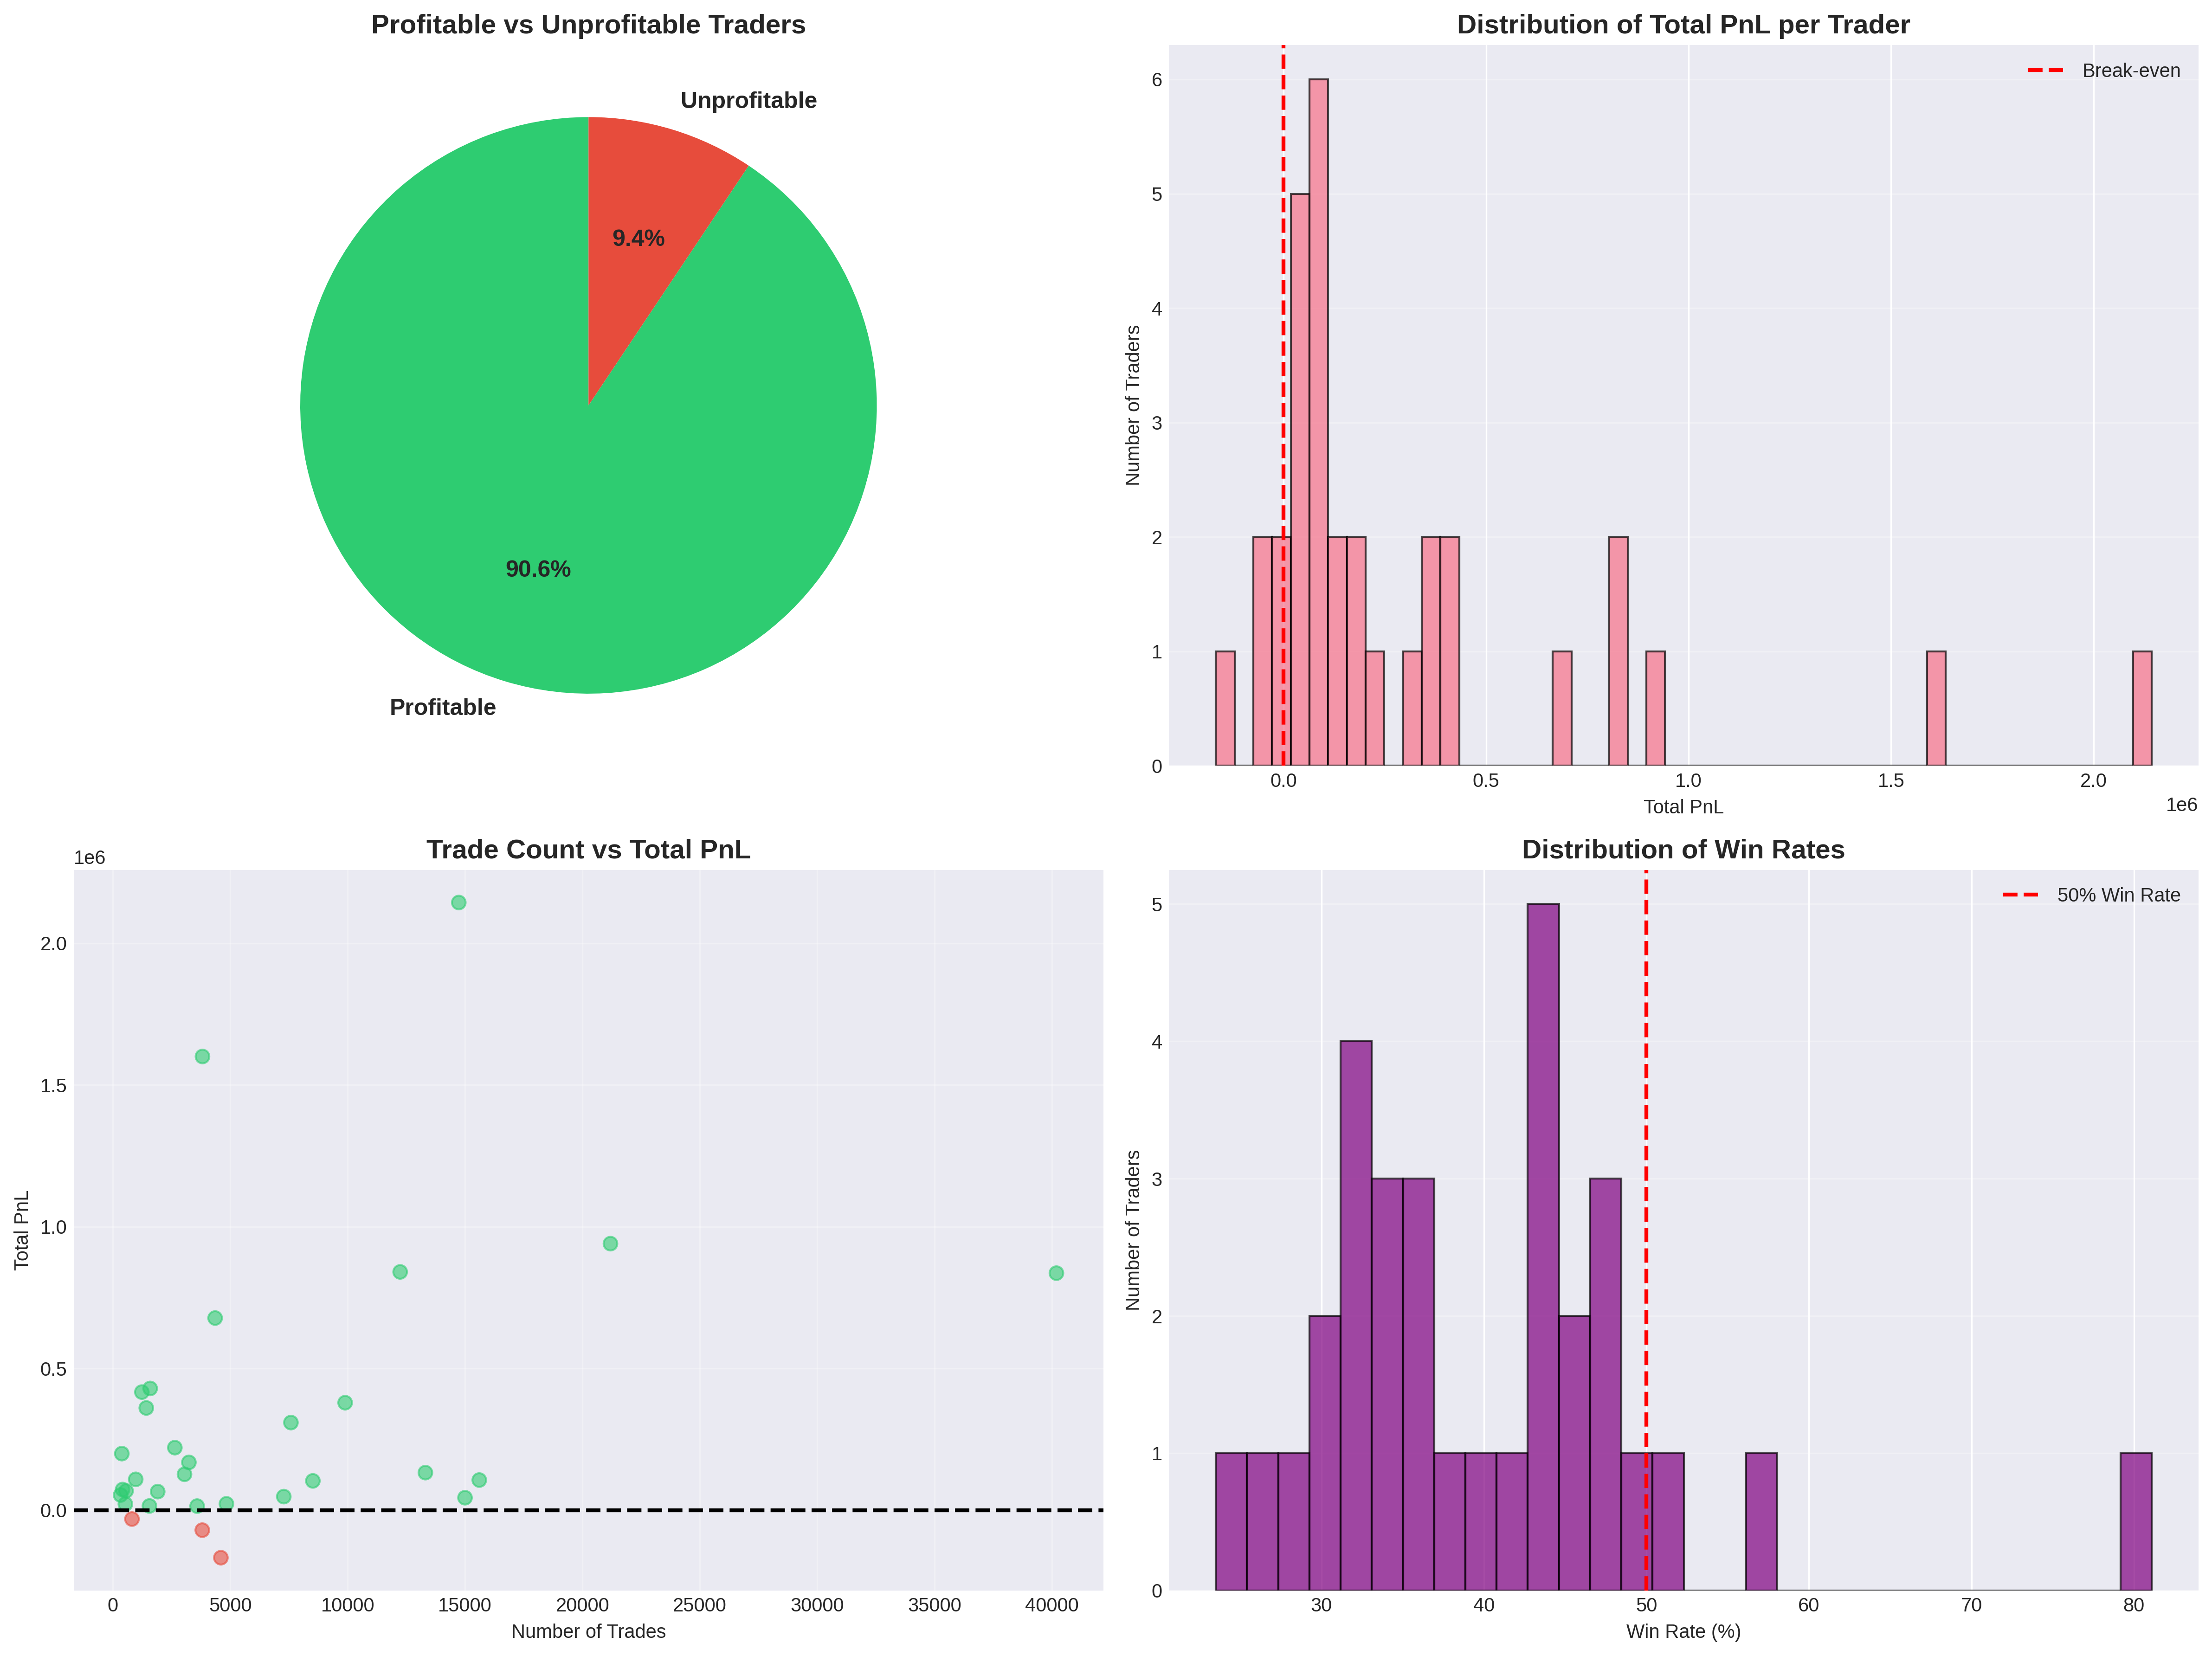 Profitable vs Unprofitable Traders
Unprofitable
9.4%
90.6%
Profitable
Distribution of Total PnL per Trader
Break-even
Number of Traders
6
5
4
3
2
1
0
0.0 0.5 1.0 1.5 2.0
1e6
Total PnL
Trade Count vs Total PnL
1e6
Total PnL
2.0
1.5
1.0
0.5
0.0
0 5000 10000 15000 20000 25000 30000 35000 40000
Number of Trades
Distribution of Win Rates
50% Win Rate
Number of Traders
5
4
3
2
1
0
30 40 50 60 70 80
Win Rate (%)